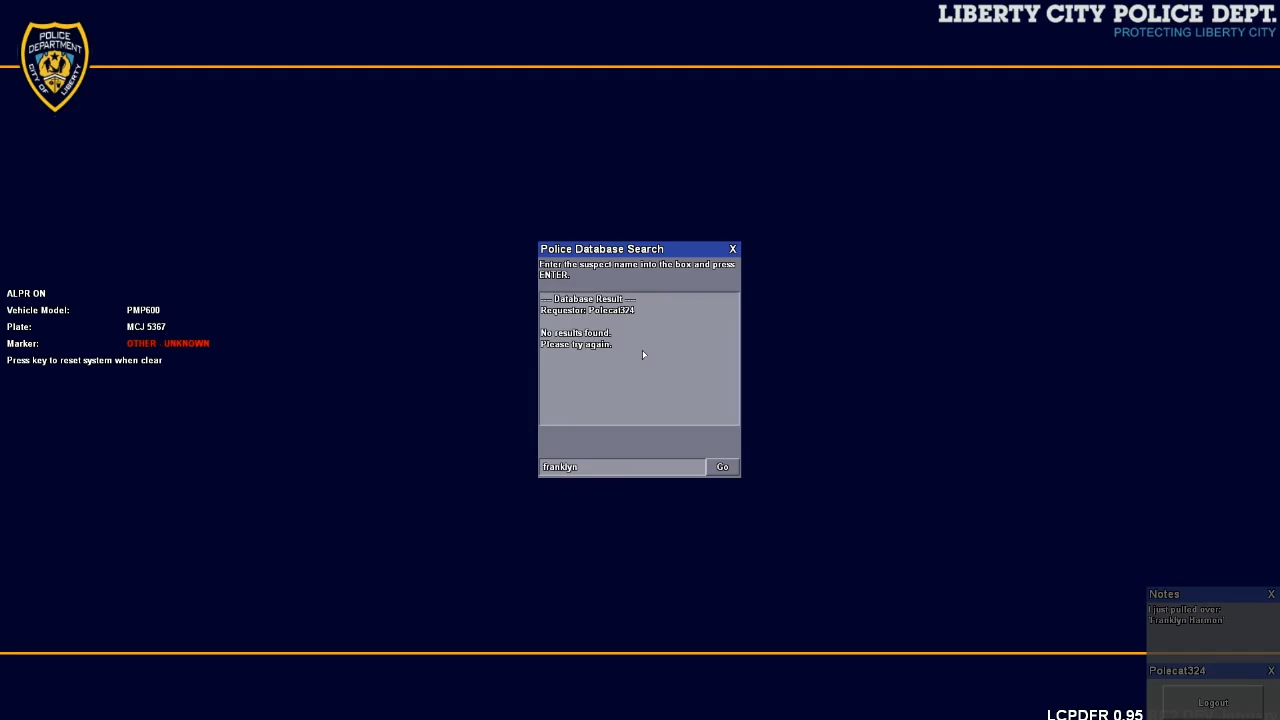 LIBERTY CITY POLICE DEPT.
PROTECTING LIBERTY CITY
POLICE
DEPARTMENT
CITY OF LIBERTY
ALPR ON
Vehicle Model: PMP600
Plate: MCJ 5367
Marker: OTHER - UNKNOWN
Press key to reset system when clear
Police Database Search X
Enter the suspect name into the box and press
ENTER.
---- Database Result ----
Requestor: Polecat324
No results found.
Please try again.
franklyn Go
Notes X
I just pulled over:
'Franklyn Harmon'
Polecat324 X
Logout
LCPDFR 0.95